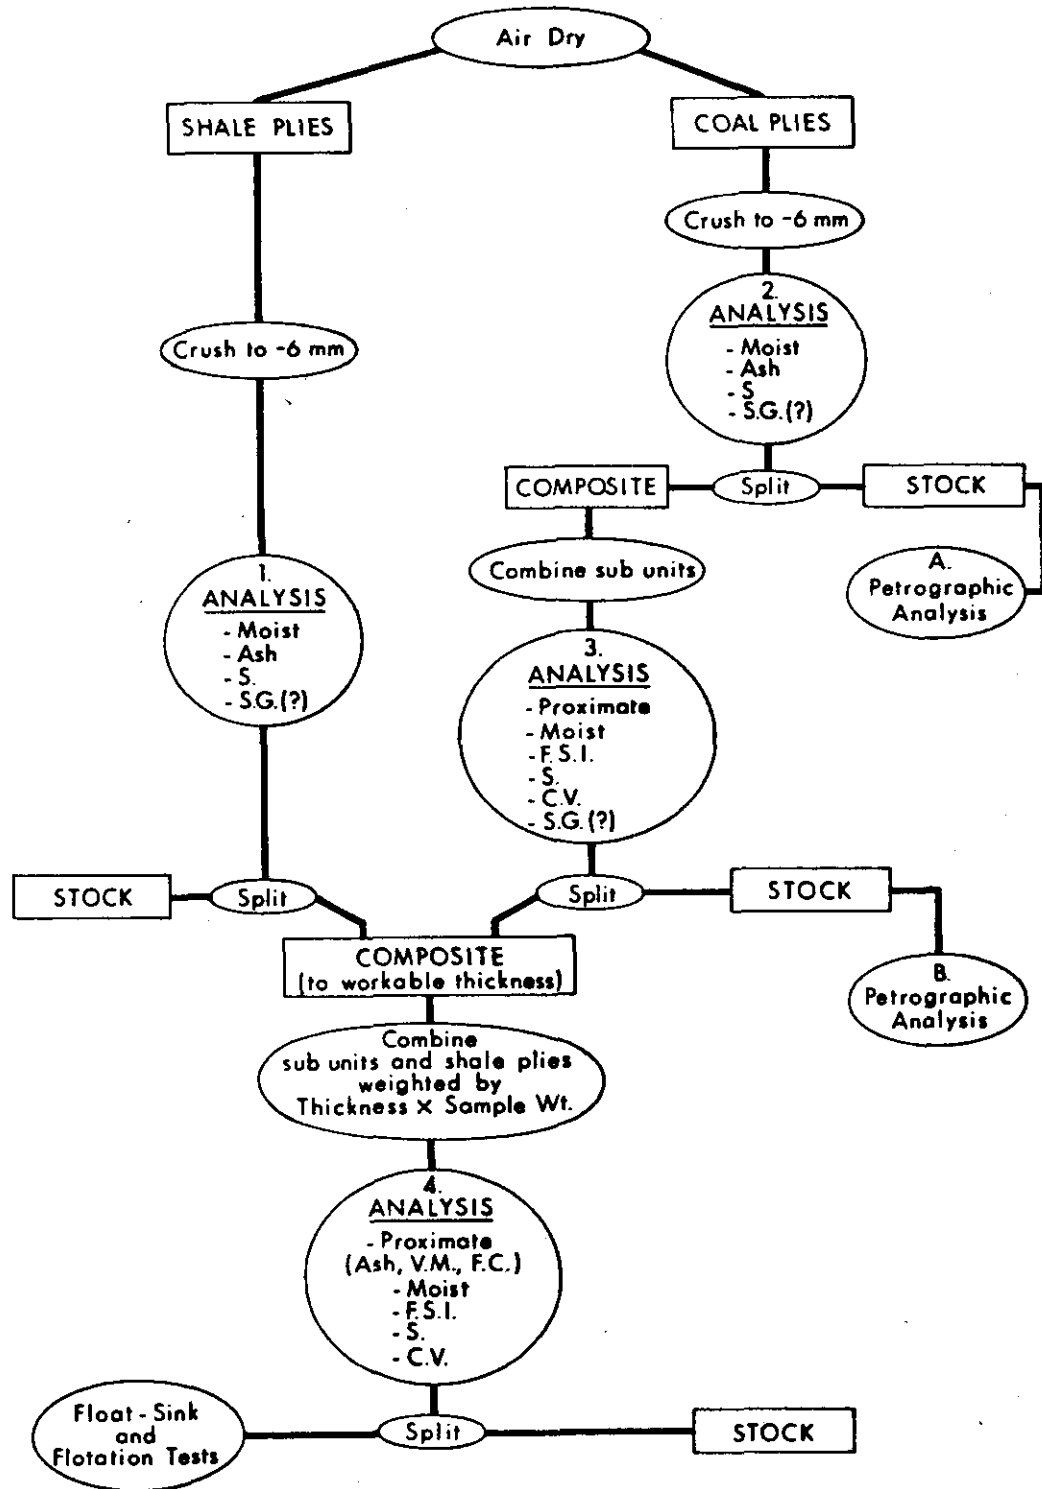 Air Dry
SHALE PLIES
COAL PLIES
Crush to -6 mm
2.
ANALYSIS
- Moist
- Ash
- S
- S.G.(?)
Crush to -6 mm
COMPOSITE
Split
STOCK
Combine sub units
A.
Petrographic
Analysis
1.
ANALYSIS
- Moist
- Ash
- S.
- S.G.(?)
3.
ANALYSIS
- Proximate
- Moist
- F.S.I.
- S.
- C.V.
- S.G.(?)
STOCK
Split
Split
STOCK
COMPOSITE
(to workable thickness)
B.
Petrographic
Analysis
Combine
sub units and shale plies
weighted by
Thickness X Sample Wt.
4.
ANALYSIS
- Proximate
(Ash, V.M., F.C.)
- Moist
- F.S.I.
- S.
- C.V.
Float - Sink
and
Flotation Tests
Split
STOCK